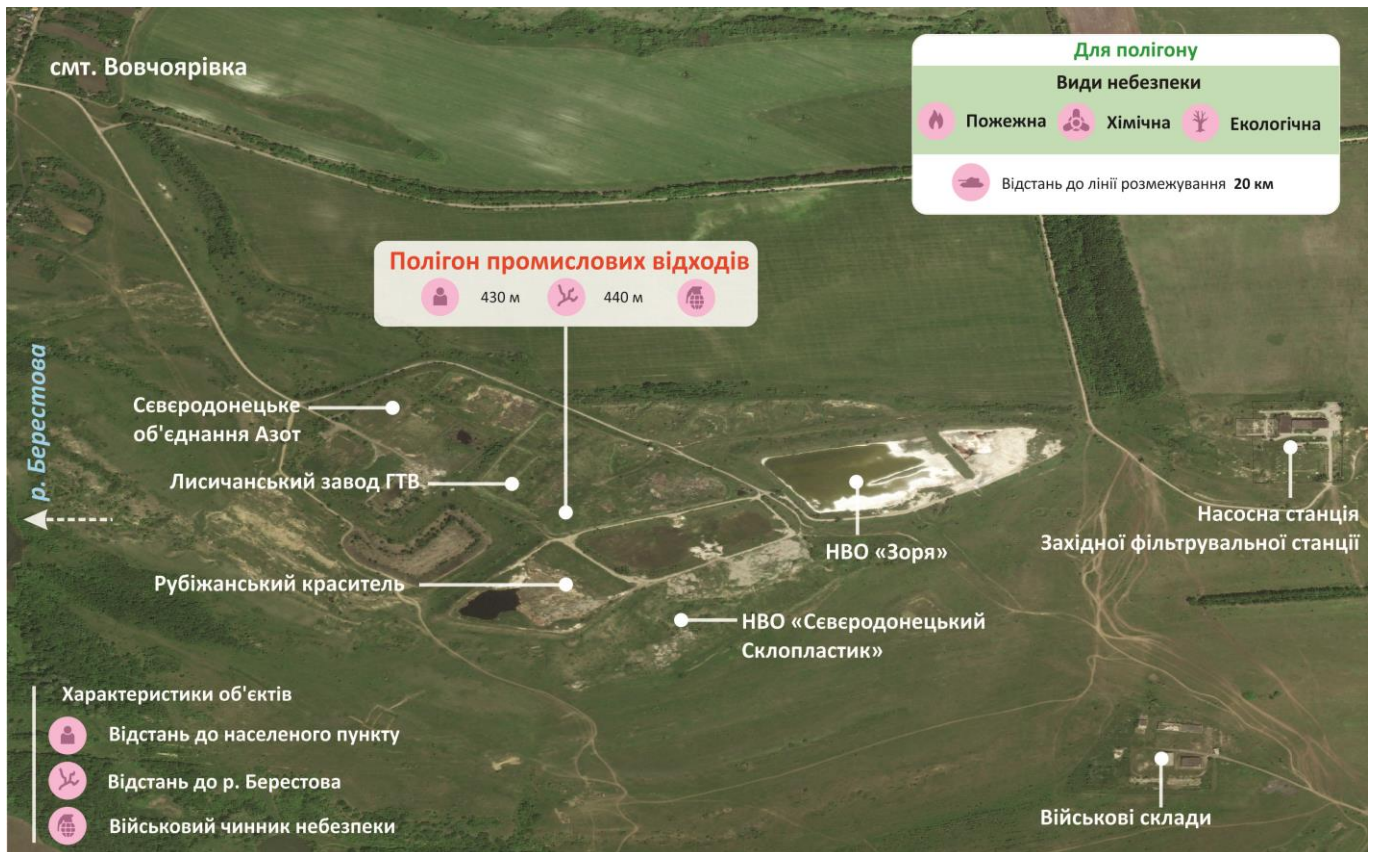 смт. Вовчоярівка
Для полігону
Види небезпеки
Пожежна Хімічна Екологічна
Відстань до лінії розмежування 20 км
Полігон промислових відходів
430 м 440 м
р. Берестова
Сєвєродонецьке
об'єднання Азот
Лисичанський завод ГТВ
Рубіжанський краситель
НВО «Зоря»
НВО «Сєвєродонецький
Склопластик»
Насосна станція
Західної фільтрувальної станції
Військові склади
Характеристики об'єктів
Відстань до населеного пункту
Відстань до р. Берестова
Військовий чинник небезпеки